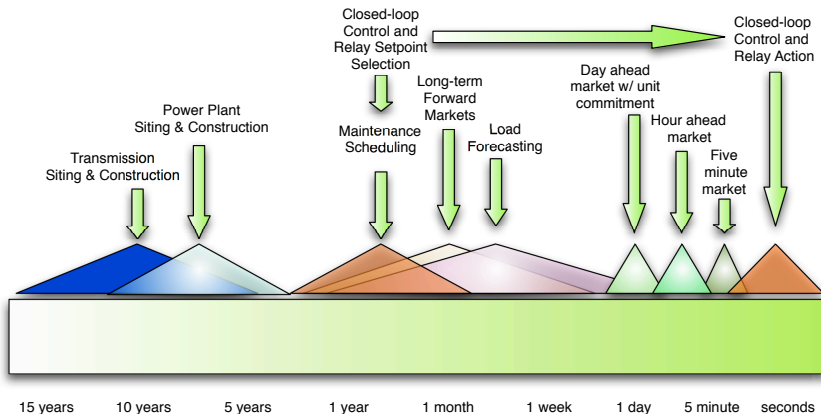 Closed-loop
Control and
Relay Setpoint
Selection
Closed-loop
Control and
Relay Action
Day ahead
market w/ unit
commitment
Long-term
Forward
Markets
Power Plant
Siting & Construction
Hour ahead
market
Maintenance
Scheduling
Load
Forecasting
Transmission
Siting & Construction
Five
minute
market
15 years
10 years
5 years
1 year
1 month
1 week
1 day
5 minute
seconds